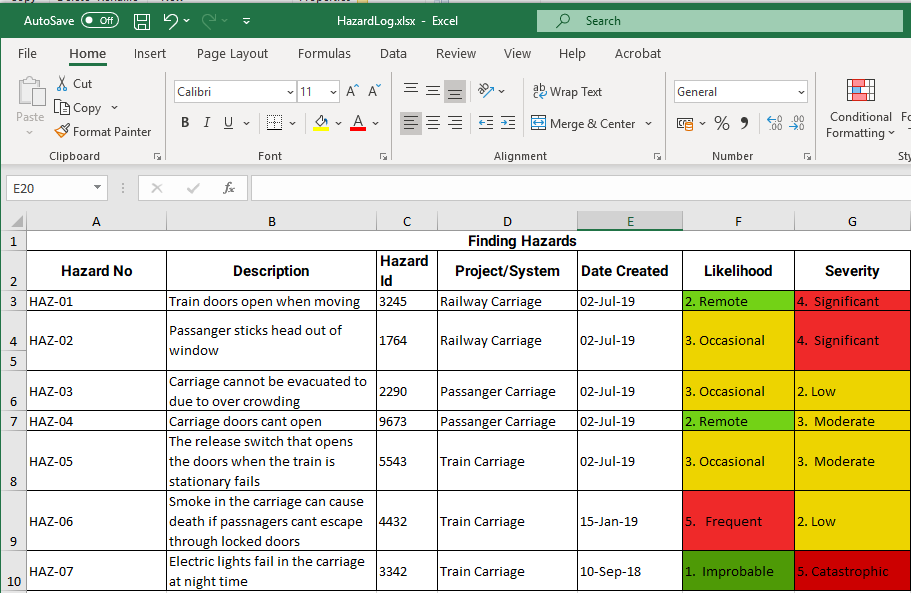 AutoSave Off HazardLog.xlsx - Excel Search
File Home Insert Page Layout Formulas Data Review View Help Acrobat
Paste
Cut
Copy
Format Painter
Clipboard
Calibri 11 A A
B I U A
Font
ab Wrap Text
Merge & Center
Alignment
General
% 9 .00 .00
Number
Conditional
Formatting
E20 fx
A B C D E F G
1 Finding Hazards
2 Hazard No Description Hazard Id Project/System Date Created Likelihood Severity
3 HAZ-01 Train doors open when moving 3245 Railway Carriage 02-Jul-19 2. Remote 4. Significant
4 HAZ-02 Passanger sticks head out of
window 1764 Railway Carriage 02-Jul-19 3. Occasional 4. Significant
5
6 HAZ-03 Carriage cannot be evacuated to
due to over crowding 2290 Passanger Carriage 02-Jul-19 3. Occasional 2. Low
7 HAZ-04 Carriage doors cant open 9673 Passanger Carriage 02-Jul-19 2. Remote 3. Moderate
8 HAZ-05 The release switch that opens
the doors when the train is
stationary fails 5543 Train Carriage 02-Jul-19 3. Occasional 3. Moderate
9 HAZ-06 Smoke in the carriage can cause
death if passnagers cant escape
through locked doors 4432 Train Carriage 15-Jan-19 5. Frequent 2. Low
10 HAZ-07 Electric lights fail in the carriage
at night time 3342 Train Carriage 10-Sep-18 1. Improbable 5. Catastrophic